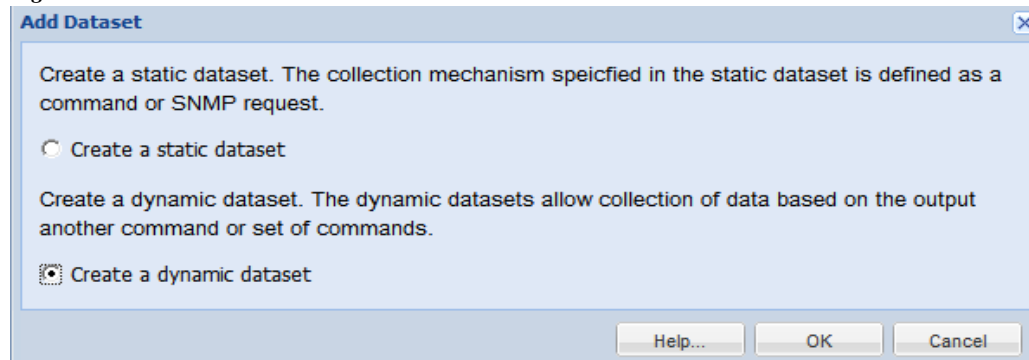 Add Dataset
Create a static dataset. The collection mechanism speicfied in the static dataset is defined as a
command or SNMP request.
Create a static dataset
Create a dynamic dataset. The dynamic datasets allow collection of data based on the output
another command or set of commands.
Create a dynamic dataset
Help... OK Cancel